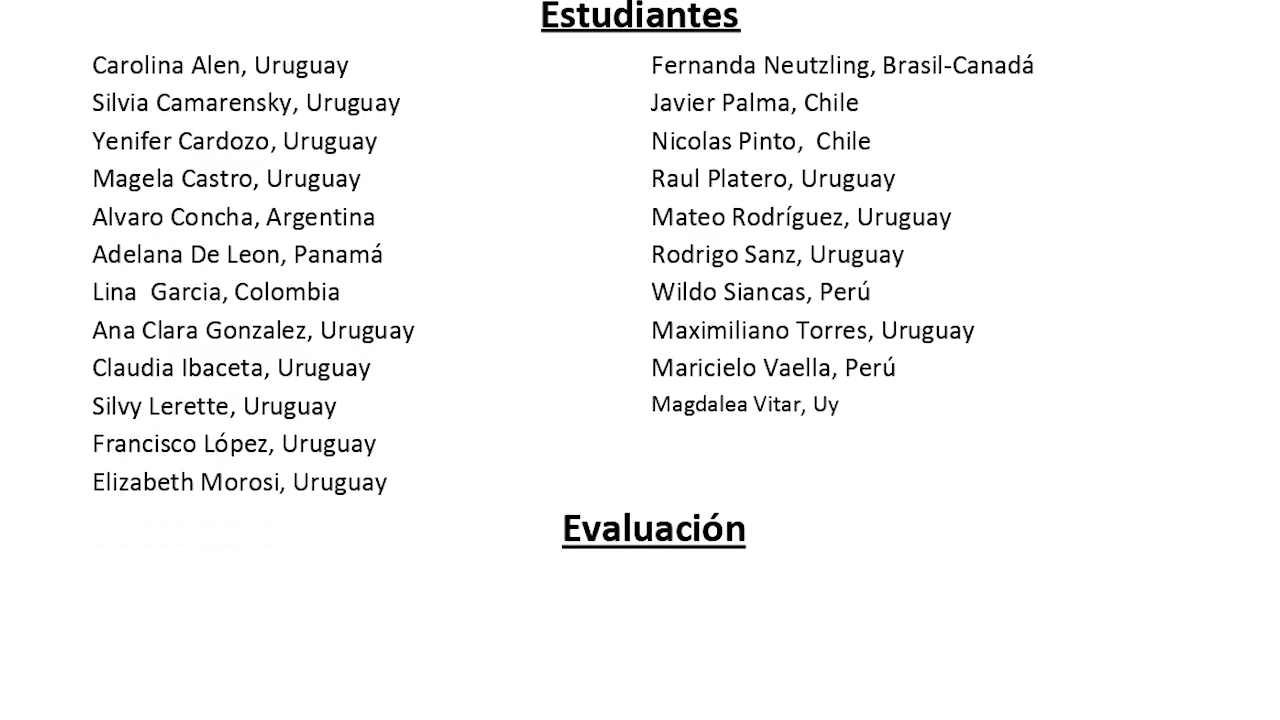 Estudiantes
Carolina Alen, Uruguay
Silvia Camarensky, Uruguay
Yenifer Cardozo, Uruguay
Magela Castro, Uruguay
Alvaro Concha, Argentina
Adelana De Leon, Panamá
Lina  Garcia, Colombia
Ana Clara Gonzalez, Uruguay
Claudia Ibaceta, Uruguay
Silvy Lerette, Uruguay
Francisco López, Uruguay
Elizabeth Morosi, Uruguay
Fernanda Neutzling, Brasil-Canadá
Javier Palma, Chile
Nicolas Pinto,  Chile
Raul Platero, Uruguay
Mateo Rodríguez, Uruguay
Rodrigo Sanz, Uruguay
Wildo Siancas, Perú
Maximiliano Torres, Uruguay
Maricielo Vaella, Perú
Magdalea Vitar, Uy
Evaluación